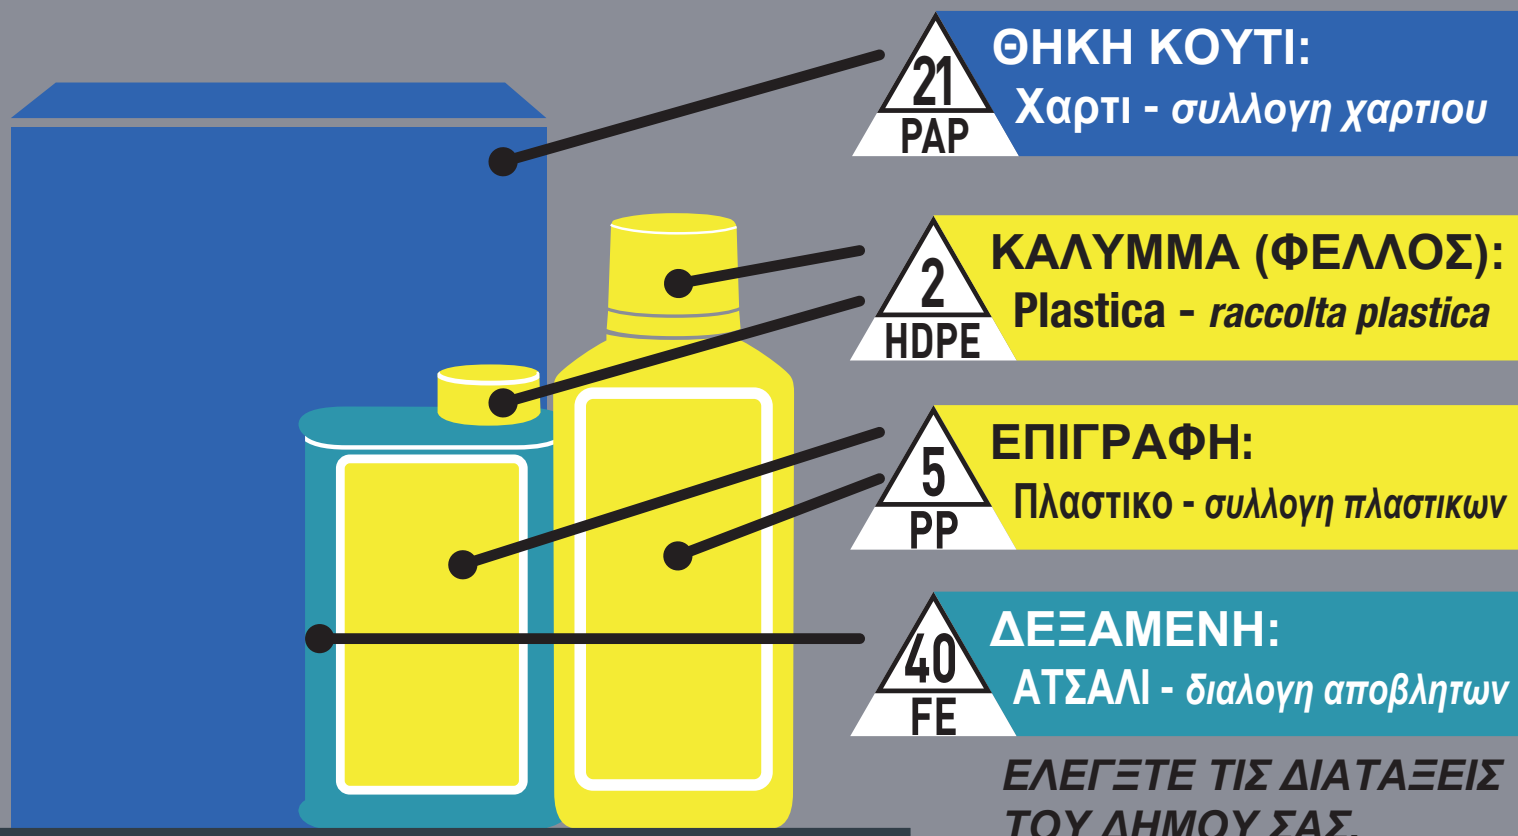 21
PAP
ΘΗΚΗ ΚΟΥΤΙ:
Χαρτι - συλλογη χαρτιου
2
HDPE
ΚΑΛΥΜΜΑ (ΦΕΛΛΟΣ):
Plastica - raccolta plastica
5
PP
ΕΠΙΓΡΑΦΗ:
Πλαστικο - συλλογη πλαστικων
40
FE
ΔΕΞΑΜΕΝΗ:
ΑΤΣΑΛΙ - διαλογη αποβλητων
ΕΛΕΓΞΤΕ ΤΙΣ ΔΙΑΤΑΞΕΙΣ
ΤΟΥ ΔΗΜΟΥ ΣΑΣ.